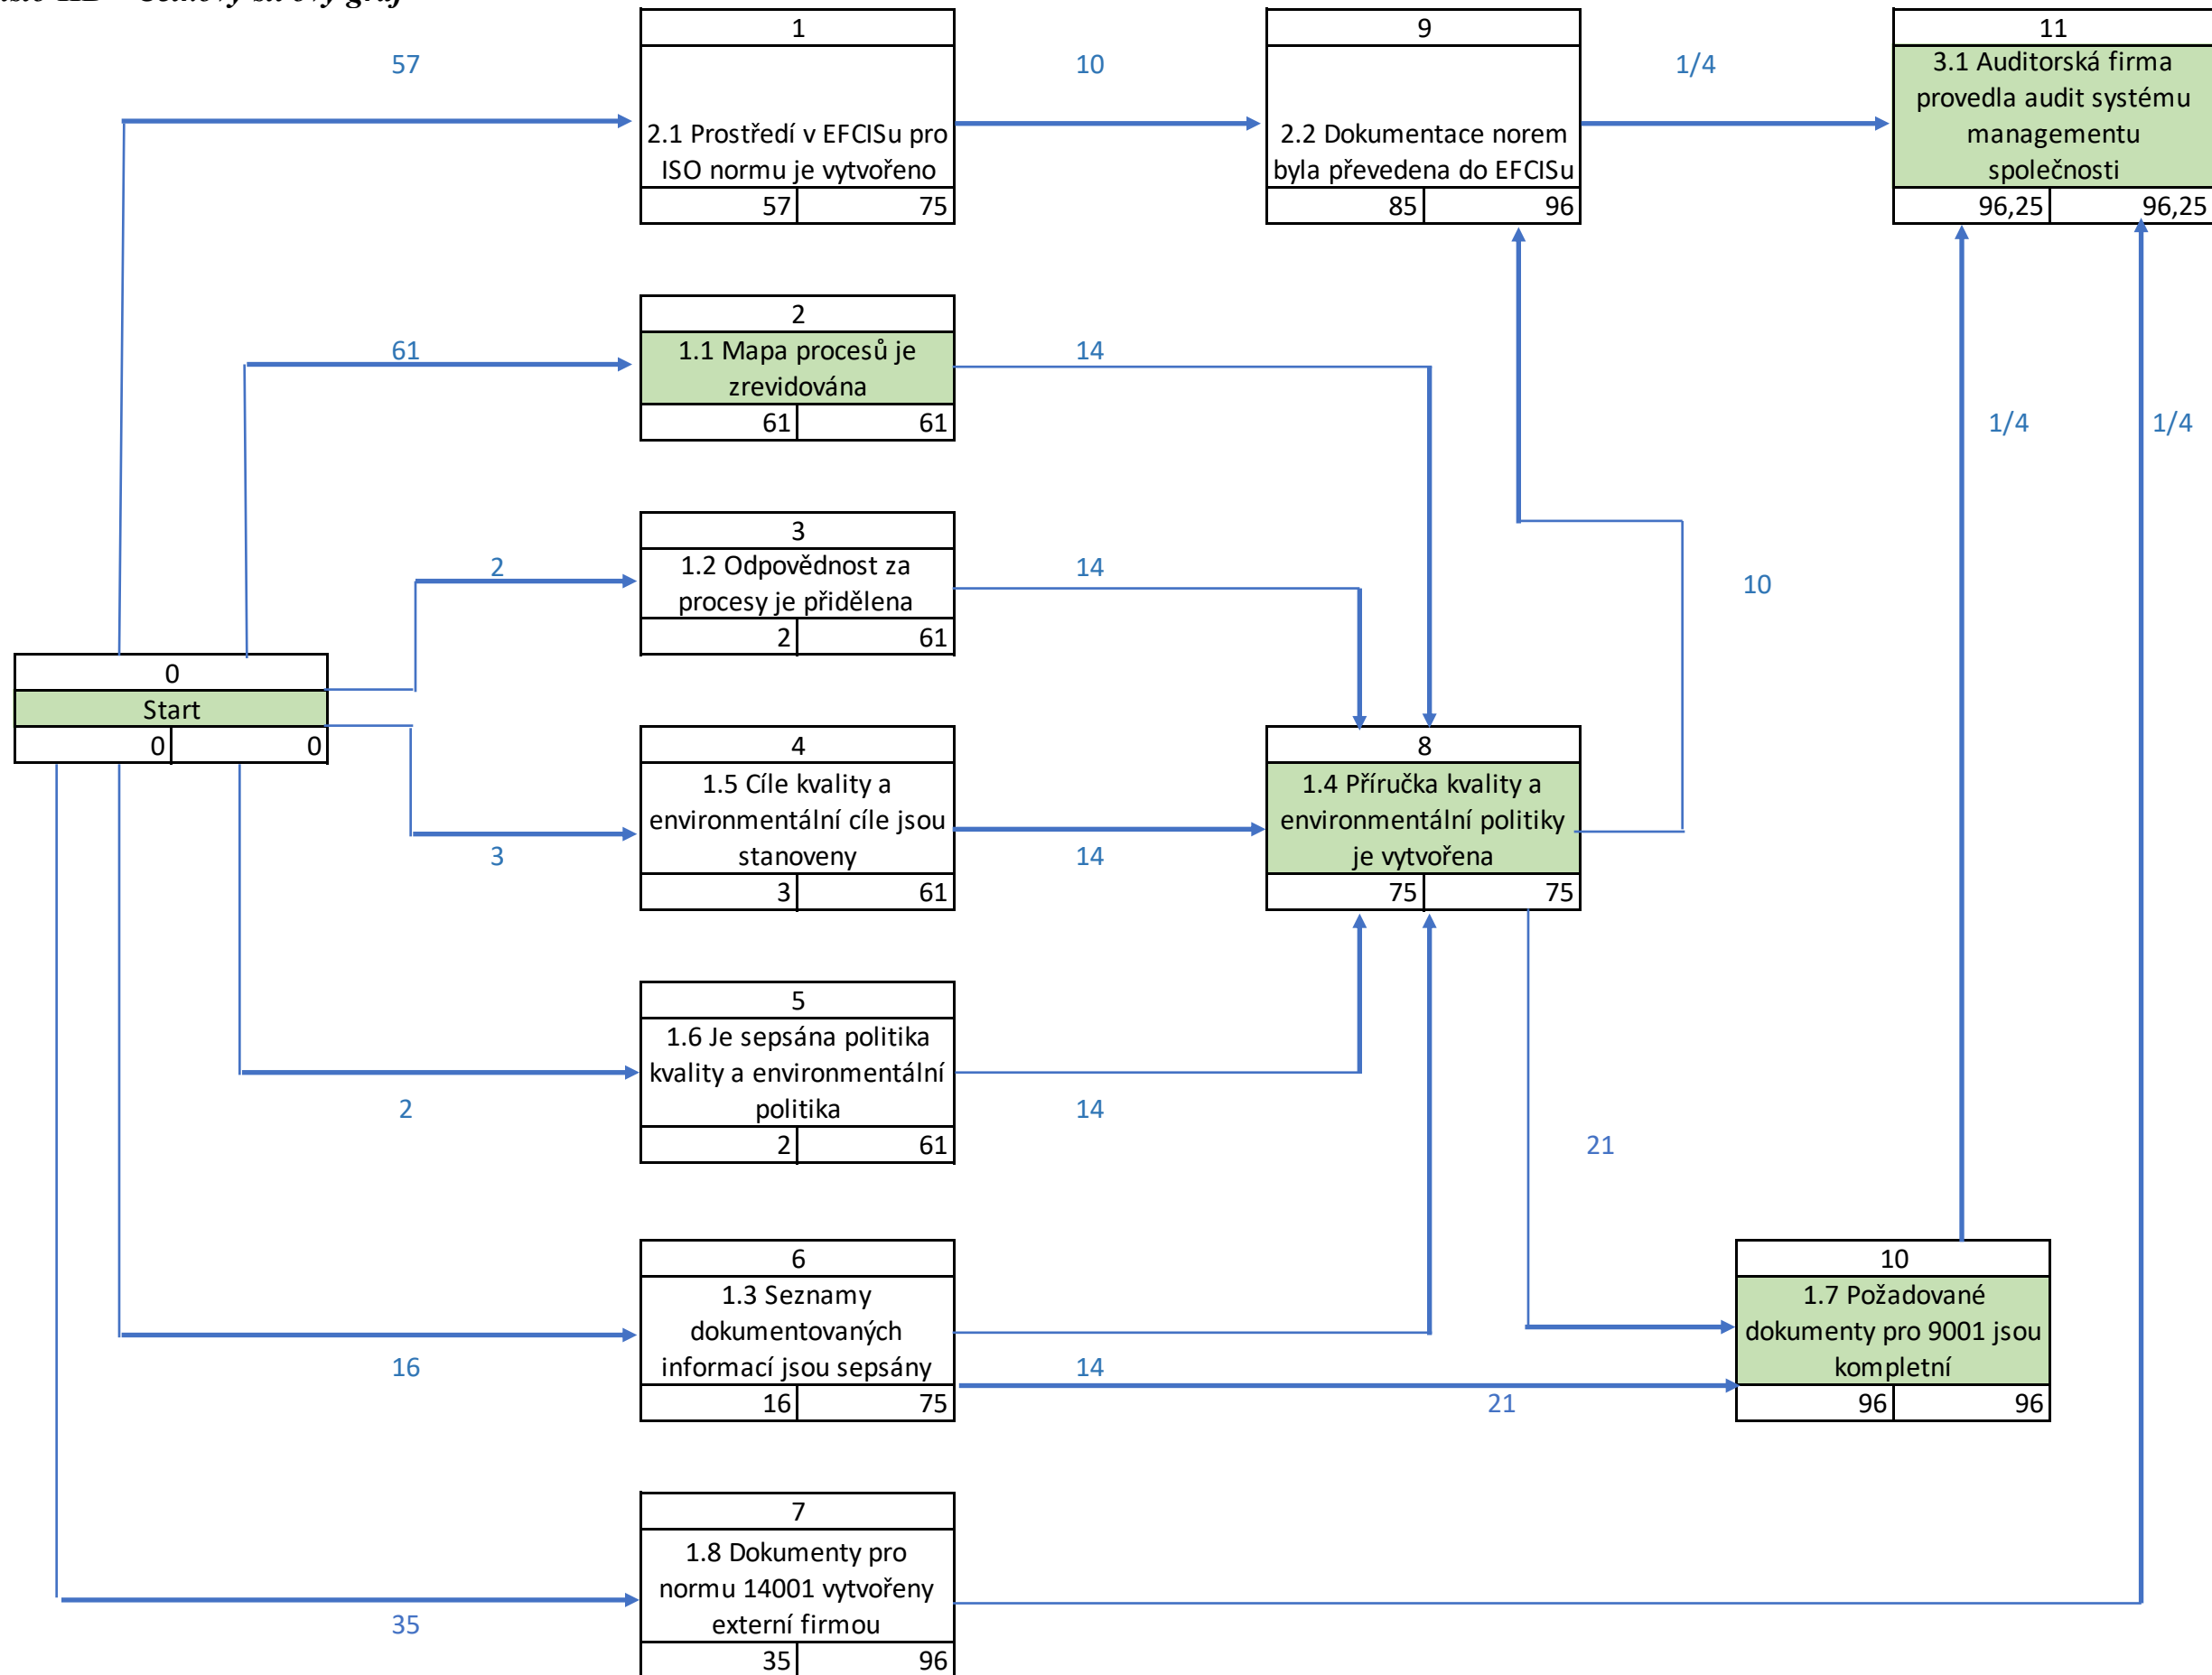 57
1
2.1 Prostředí v EFCISu pro
ISO normu je vytvořeno
57 75
10
9
2.2 Dokumentace norem
byla převedena do EFCISu
85 96
1/4
11
3.1 Auditorská firma
provedla audit systému
managementu
společnosti
96,25 96,25
61
2
1.1 Mapa procesů je
zrevidována
61 61
14
1/4
1/4
2
3
1.2 Odpovědnost za
procesy je přidělena
2 61
14
10
0
Start
0 0
3
4
1.5 Cíle kvality a
environmentální cíle jsou
stanoveny
3 61
14
8
1.4 Příručka kvality a
environmentální politiky
je vytvořena
75 75
2
5
1.6 Je sepsána politika
kvality a environmentální
politika
2 61
14
21
16
6
1.3 Seznamy
dokumentovaných
informací jsou sepsány
16 75
14
21
10
1.7 Požadované
dokumenty pro 9001 jsou
kompletní
96 96
35
7
1.8 Dokumenty pro
normu 14001 vytvořeny
externí firmou
35 96